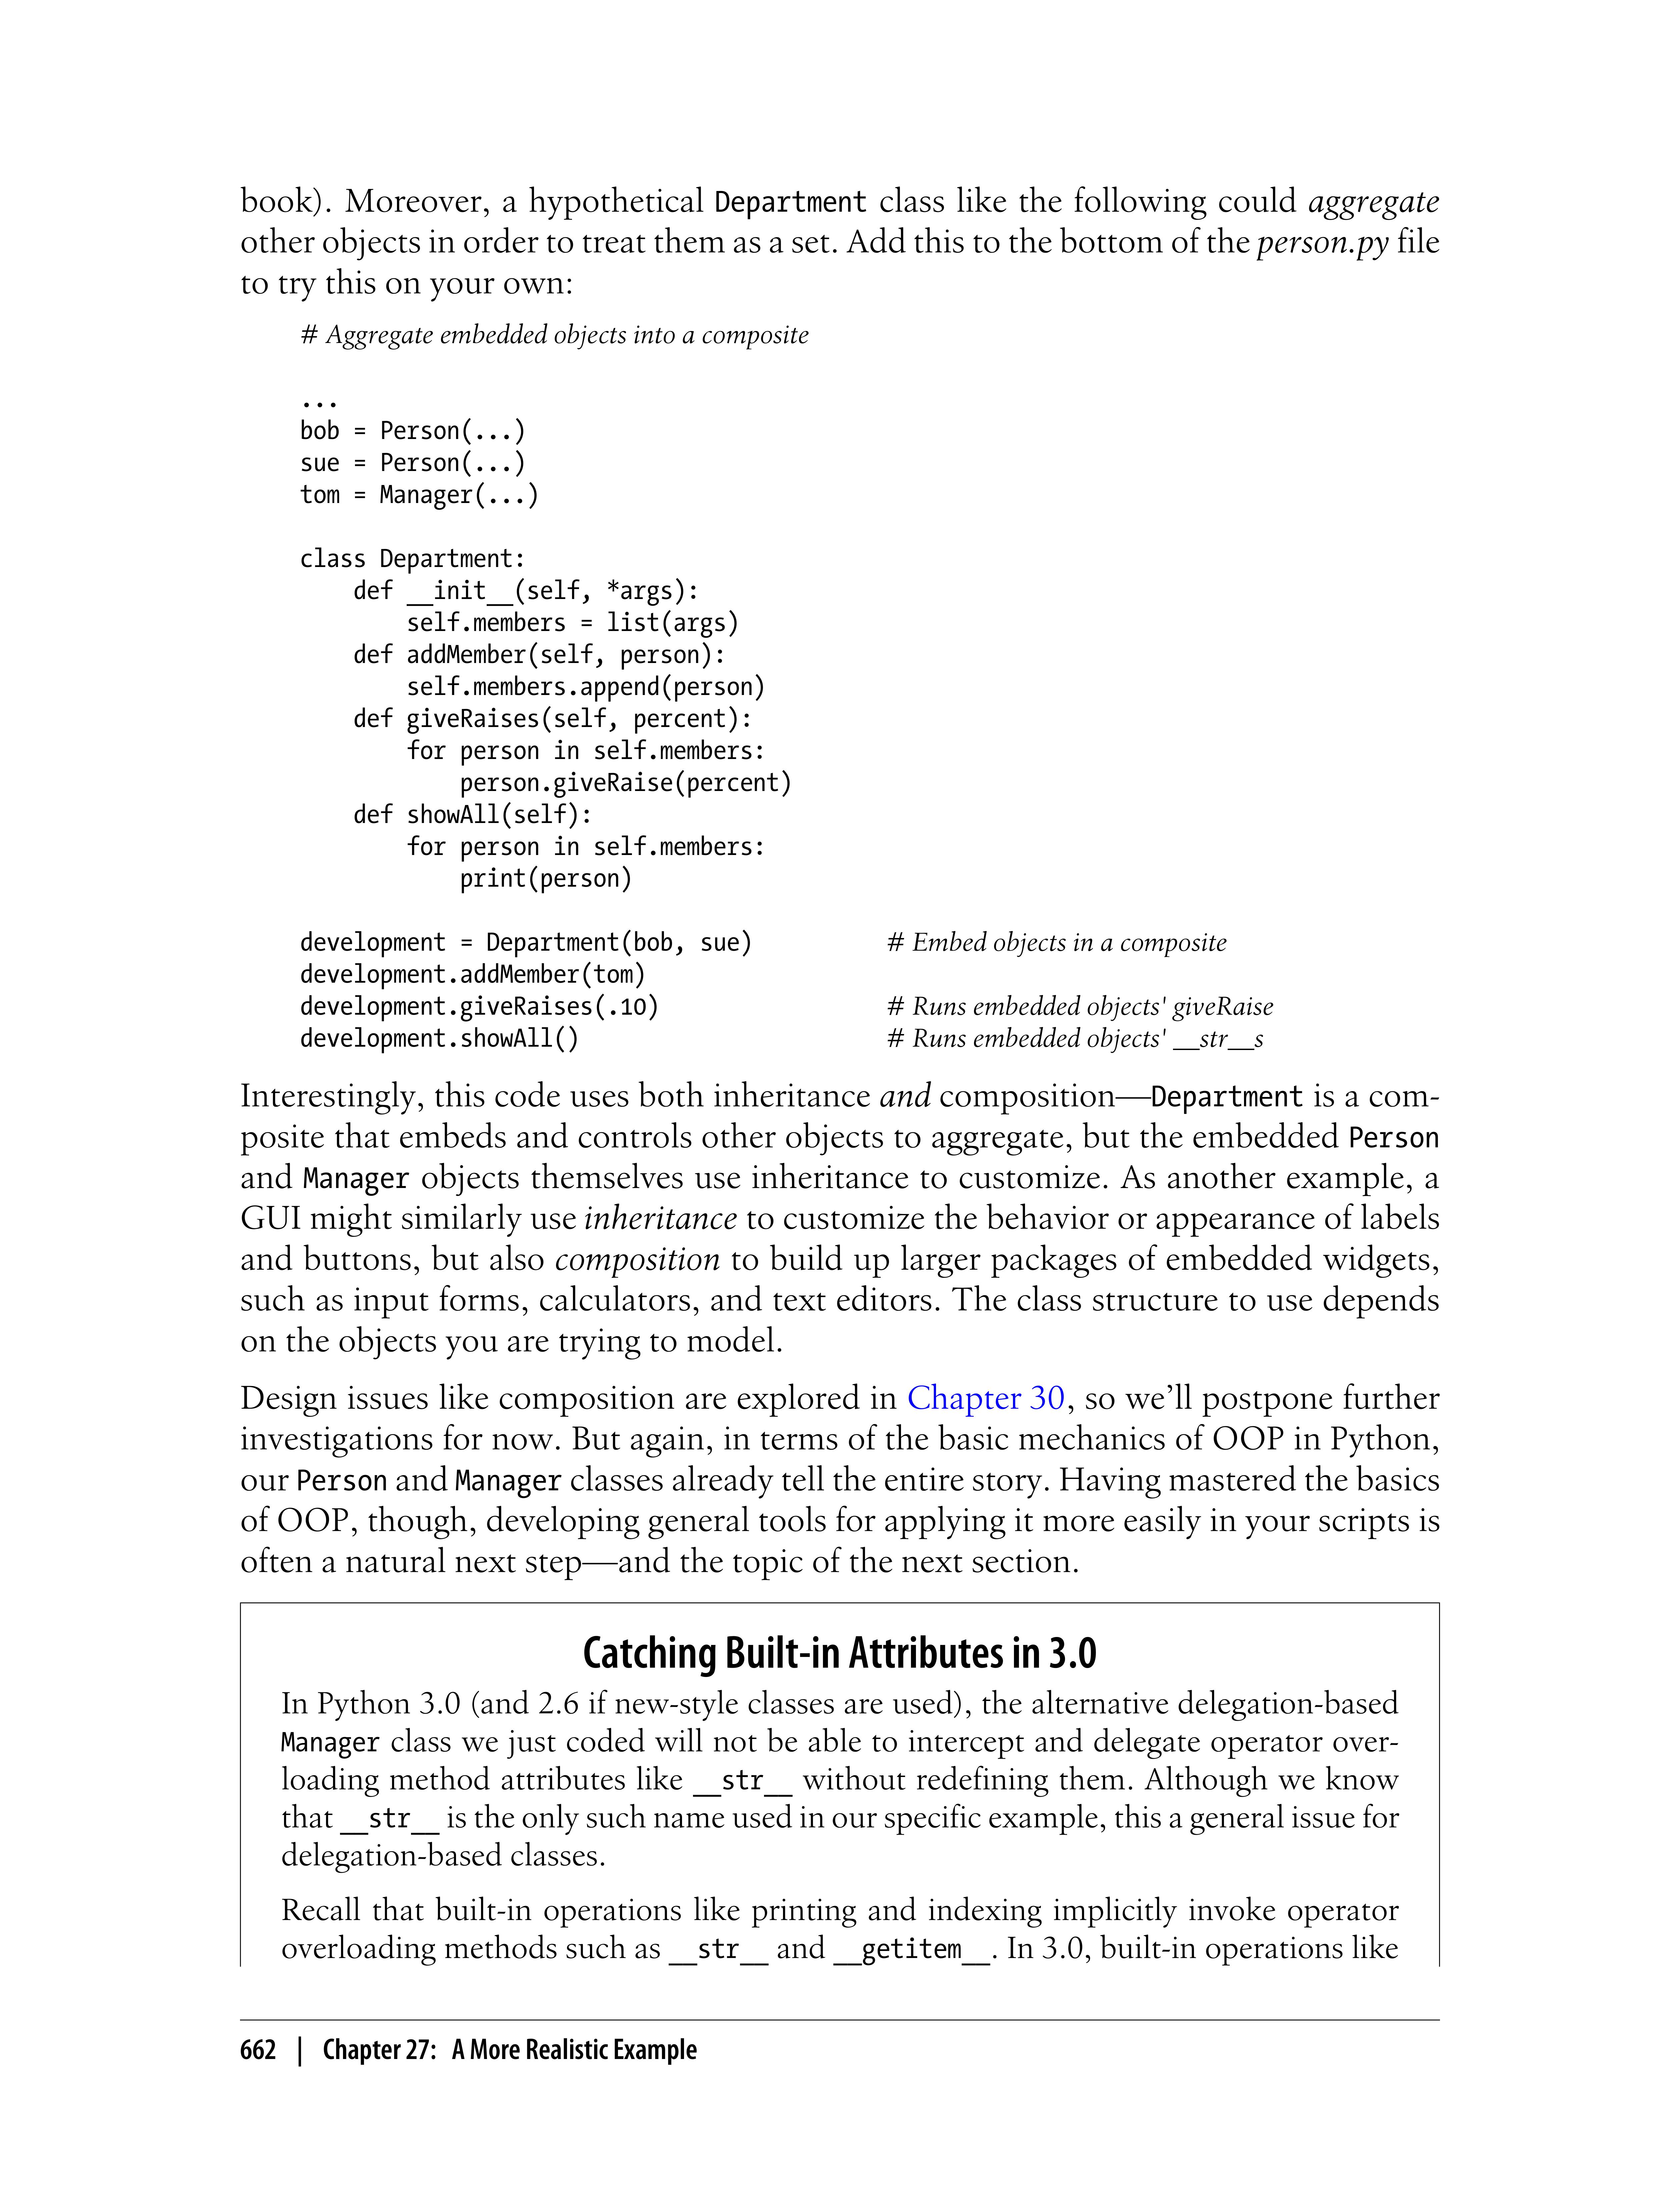 book). Moreover, a hypothetical Department class like the following could aggregate
other objects in order to treat them as a set. Add this to the bottom of the person.py file
to try this on your own:
# Aggregate embedded objects into a composite
...
bob = Person(...)
sue = Person(...)
tom = Manager(...)
class Department:
    def __init__(self, *args):
        self.members = list(args)
    def addMember(self, person):
        self.members.append(person)
    def giveRaises(self, percent):
        for person in self.members:
            person.giveRaise(percent)
    def showAll(self):
        for person in self.members:
            print(person)
development = Department(bob, sue)          # Embed objects in a composite
development.addMember(tom)
development.giveRaises(.10)                 # Runs embedded objects' giveRaise
development.showAll()                       # Runs embedded objects' __str__s
Interestingly, this code uses both inheritance and composition—Department is a com-
posite that embeds and controls other objects to aggregate, but the embedded Person
and Manager objects themselves use inheritance to customize. As another example, a
GUI might similarly use inheritance to customize the behavior or appearance of labels
and buttons, but also composition to build up larger packages of embedded widgets,
such as input forms, calculators, and text editors. The class structure to use depends
on the objects you are trying to model.
Design issues like composition are explored in Chapter 30, so we’ll postpone further
investigations for now. But again, in terms of the basic mechanics of OOP in Python,
our Person and Manager classes already tell the entire story. Having mastered the basics
of OOP, though, developing general tools for applying it more easily in your scripts is
often a natural next step—and the topic of the next section.
Catching Built-in Attributes in 3.0
In Python 3.0 (and 2.6 if new-style classes are used), the alternative delegation-based
Manager class we just coded will not be able to intercept and delegate operator over-
loading method attributes like __str__ without redefining them. Although we know
that __str__ is the only such name used in our specific example, this a general issue for
delegation-based classes.
Recall that built-in operations like printing and indexing implicitly invoke operator
overloading methods such as __str__ and __getitem__. In 3.0, built-in operations like
662 | Chapter 27: A More Realistic Example